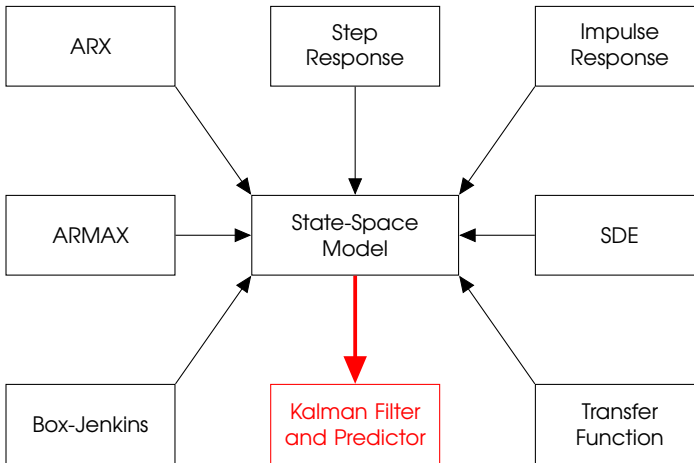 ARX
Step
Response
Impulse
Response
ARMAX
State-Space
Model
SDE
Box-Jenkins
Kalman Filter
and Predictor
Transfer
Function